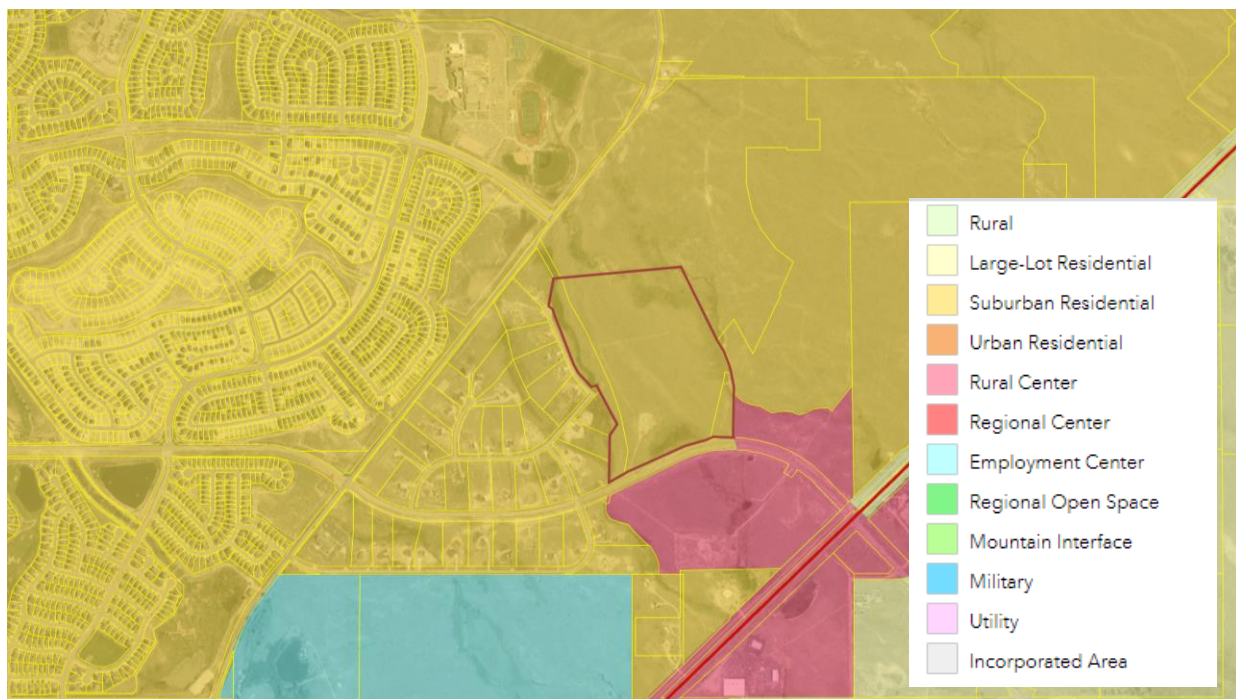 Rural
Large-Lot Residential
Suburban Residential
Urban Residential
Rural Center
Regional Center
Employment Center
Regional Open Space
Mountain Interface
Military
Utility
Incorporated Area